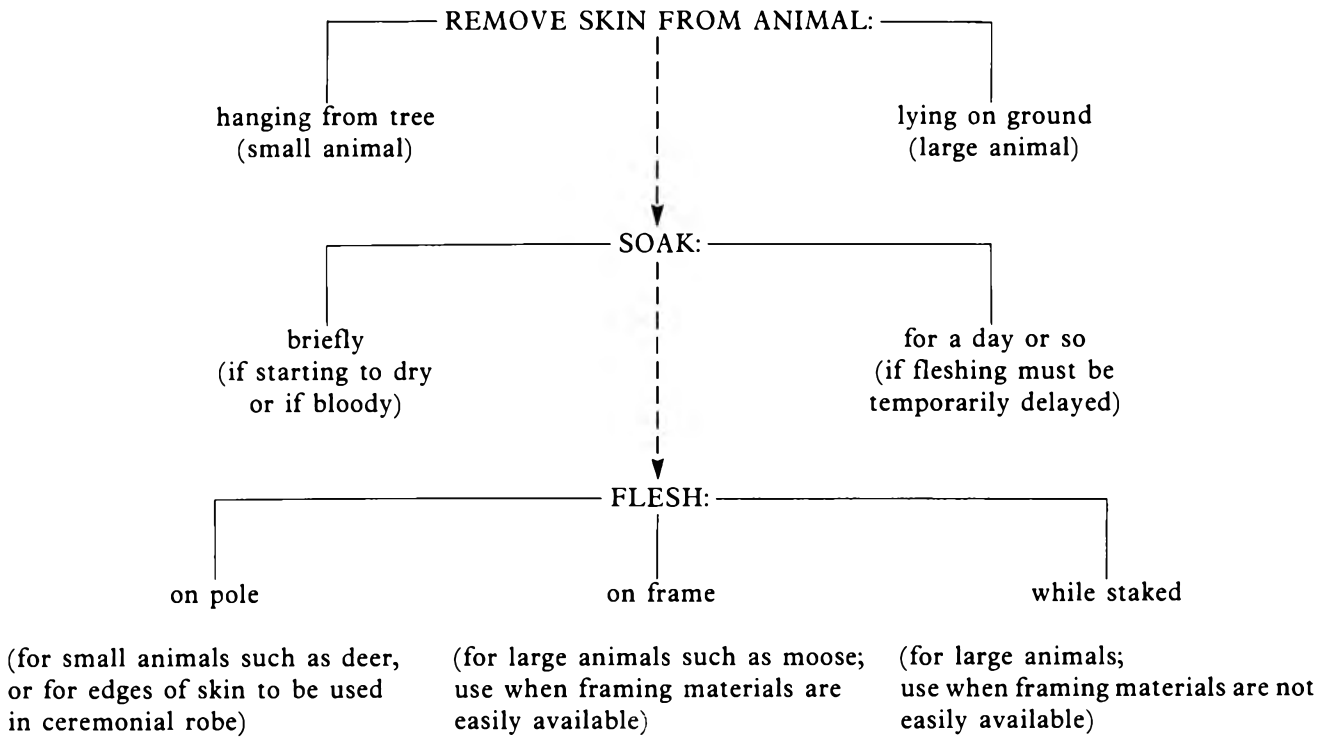 REMOVE SKIN FROM ANIMAL:
hanging from tree
(small animal)
lying on ground
(large animal)
SOAK:
briefly
(if starting to dry
or if bloody)
for a day or so
(if fleshing must be
temporarily delayed)
FLESH:
on pole
(for small animals such as deer,
or for edges of skin to be used
in ceremonial robe)
on frame
(for large animals such as moose;
use when framing materials are
easily available)
while staked
(for large animals;
use when framing materials are not
easily available)